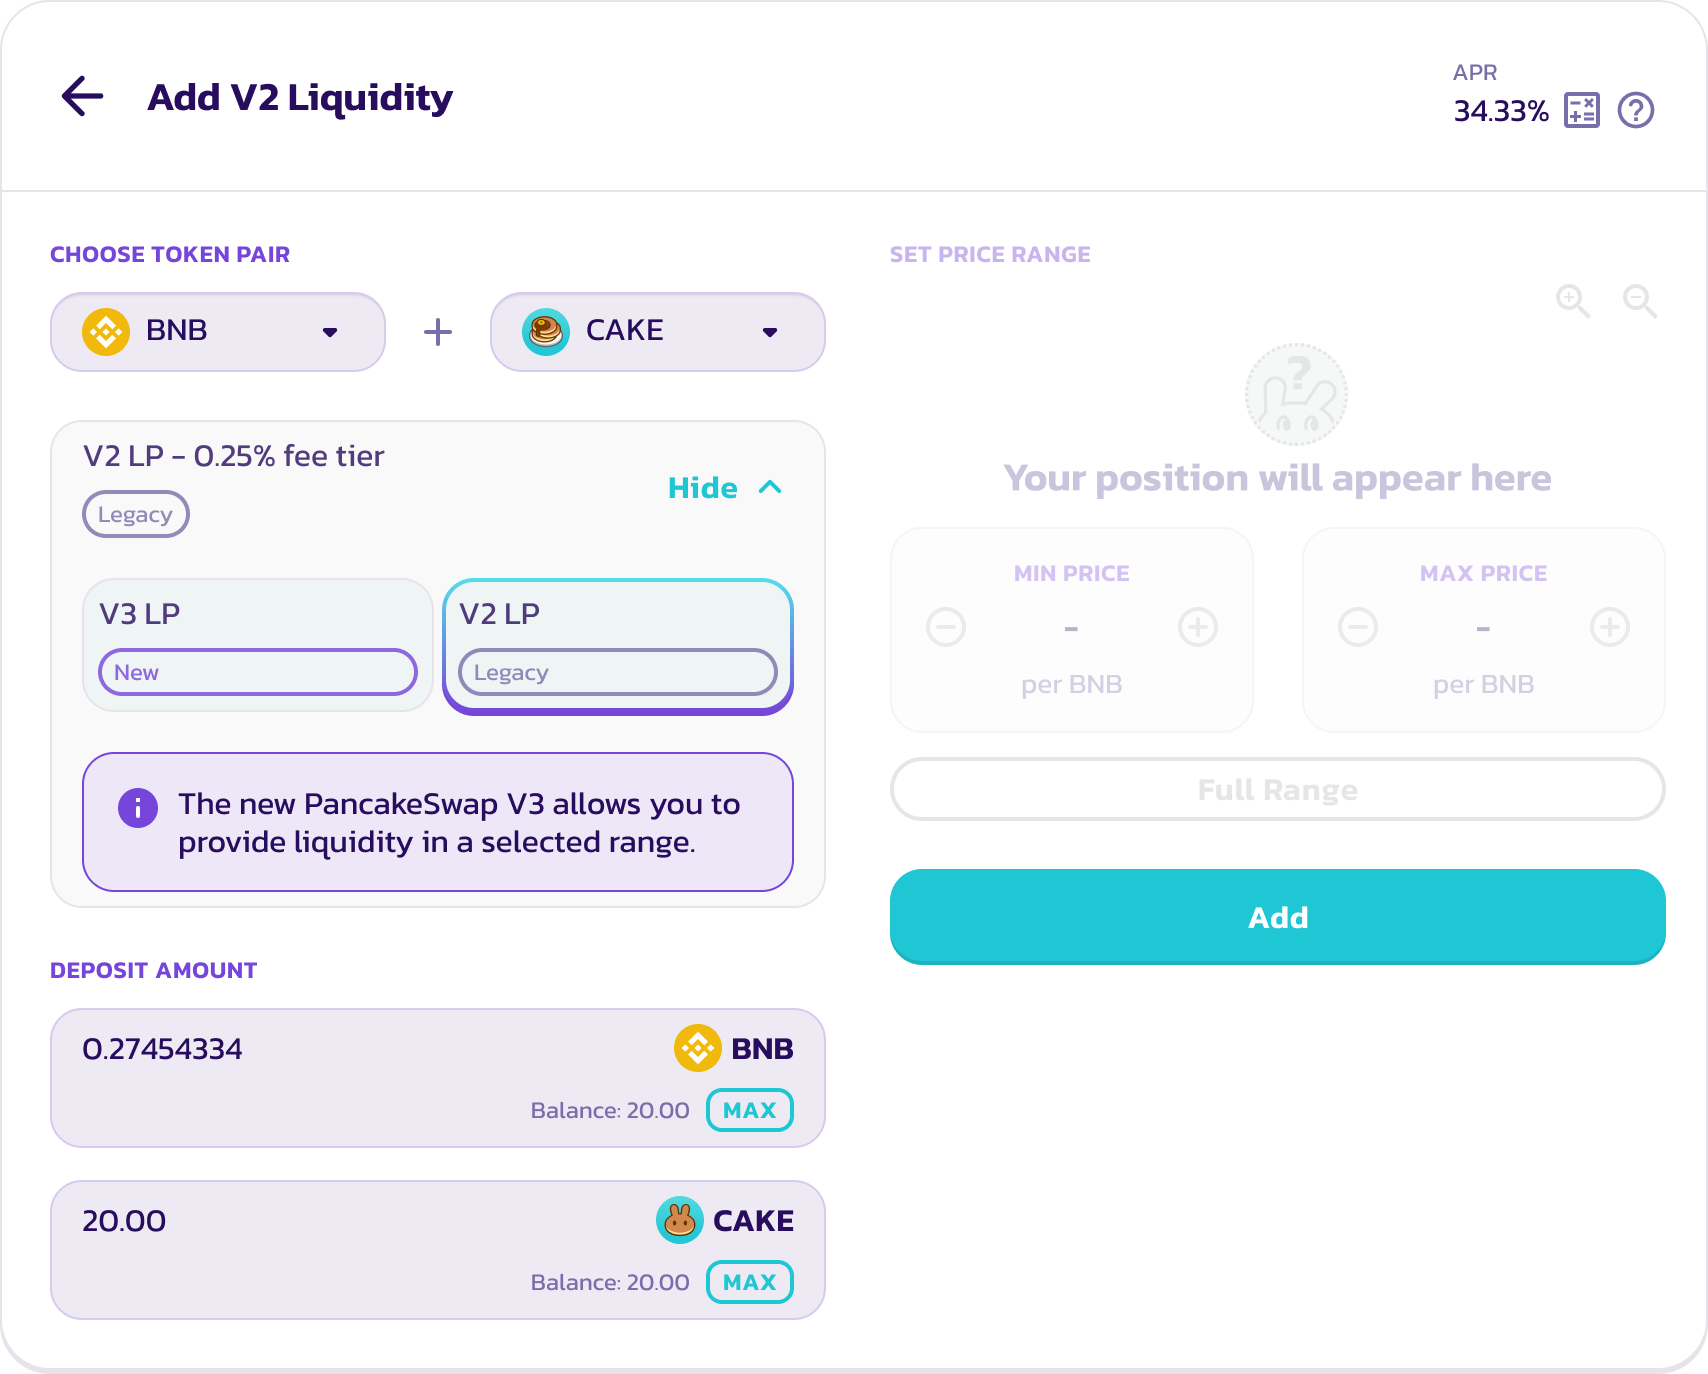 Add V2 Liquidity
APR
34.33%
CHOOSE TOKEN PAIR
BNB
+
CAKE
V2 LP - 0.25% fee tier
Legacy
Hide
V3 LP
New
V2 LP
Legacy
The new PancakeSwap V3 allows you to
provide liquidity in a selected range.
DEPOSIT AMOUNT
0.27454334
BNB
Balance: 20.00
MAX
20.00
CAKE
Balance: 20.00
MAX
SET PRICE RANGE
?
Your position will appear here
MIN PRICE
-
per BNB
MAX PRICE
-
per BNB
Full Range
Add